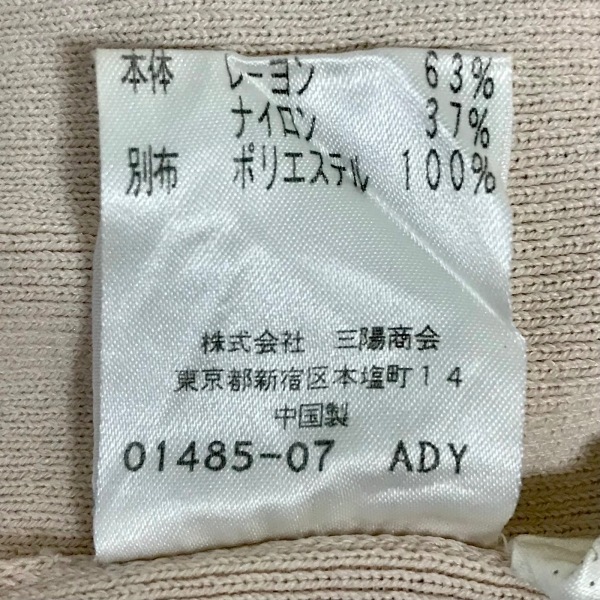 本体 レーヨン 63%
ナイロン 37%
別布 ポリエステル 100%
株式会社 三陽商会
東京都新宿区本塩町14
中国製
01485-07 ADY